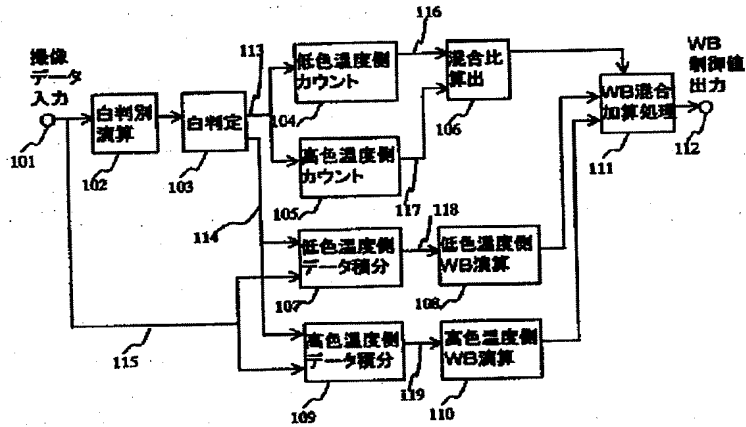 撮像
データ
入力
101
白判別
演算
102
白判定
103
113
114
115
低色温度側
カウント
104
高色温度側
カウント
105
116
117
混合比
算出
106
低色温度側
データ積分
107
118
低色温度側
WB演算
108
高色温度側
データ積分
109
119
高色温度側
WB演算
110
WB混合
加算処理
111
WB
制御値
出力
112